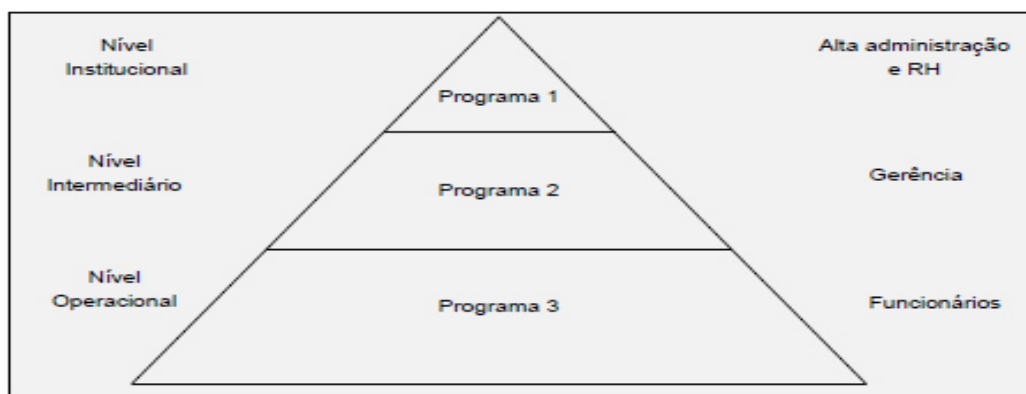 Nível
Institucional
Alta administração
e RH
Programa 1
Nível
Intermediário
Programa 2
Gerência
Nível
Operacional
Programa 3
Funcionários